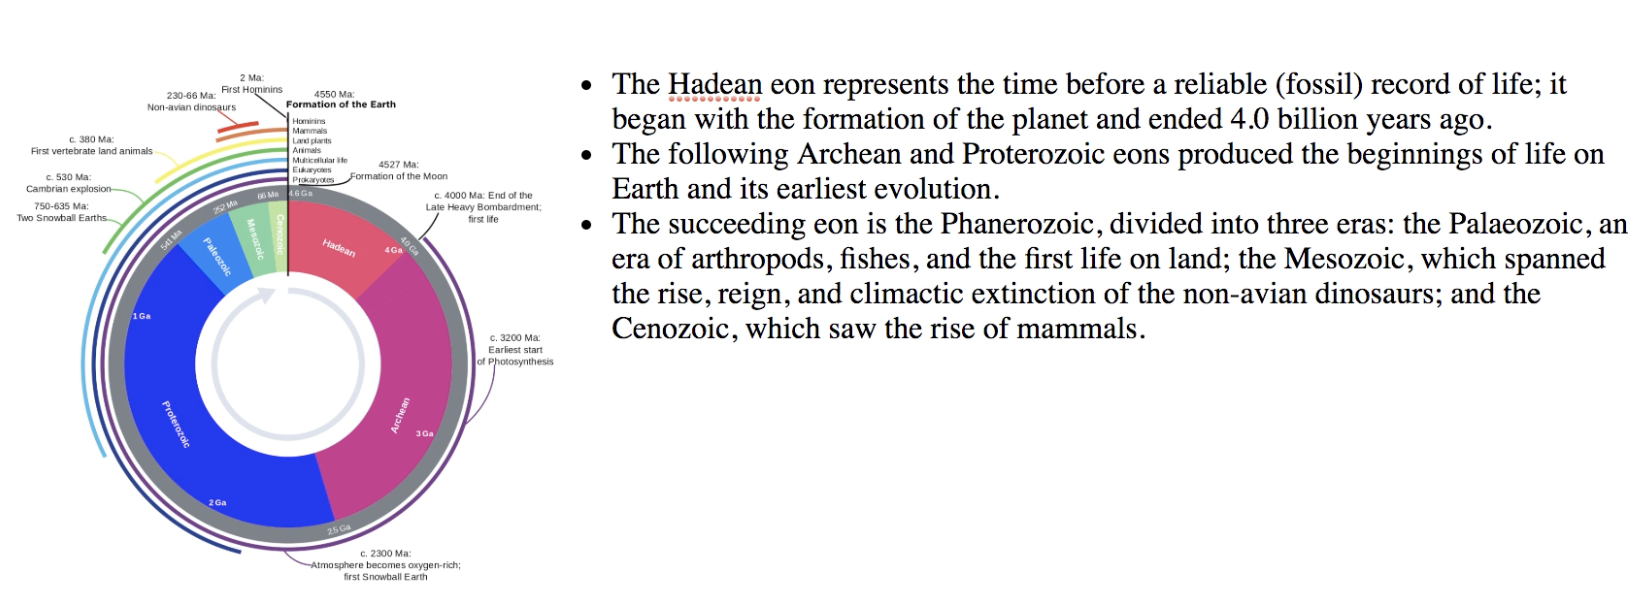 2 Ma:
First Hominins
230-66 Ma:
Non-avian dinosaurs
4550 Ma:
Formation of the Earth
Hominins
Mammals
Land plants
Animals
Multicellular life
Eukaryotes
Prokaryotes
c. 380 Ma:
First vertebrate land animals
c. 530 Ma:
Cambrian explosion
750-635 Ma:
Two Snowball Earths
4527 Ma:
Formation of the Moon
c. 4000 Ma: End of the
Late Heavy Bombardment;
first life
c. 3200 Ma:
Earliest start
of Photosynthesis
c. 2300 Ma:
Atmosphere becomes oxygen-rich;
first Snowball Earth
4.6 Ga
4.0 Ga
2.5 Ga
541 Ma
252 Ma
66 Ma
Hadean
4 Ga
Archean
3 Ga
Proterozoic
2 Ga
1 Ga
Paleozoic
Mesozoic
Cenozoic
• The Hadean eon represents the time before a reliable (fossil) record of life; it
began with the formation of the planet and ended 4.0 billion years ago.
• The following Archean and Proterozoic eons produced the beginnings of life on
Earth and its earliest evolution.
• The succeeding eon is the Phanerozoic, divided into three eras: the Palaeozoic, an
era of arthropods, fishes, and the first life on land; the Mesozoic, which spanned
the rise, reign, and climactic extinction of the non-avian dinosaurs; and the
Cenozoic, which saw the rise of mammals.